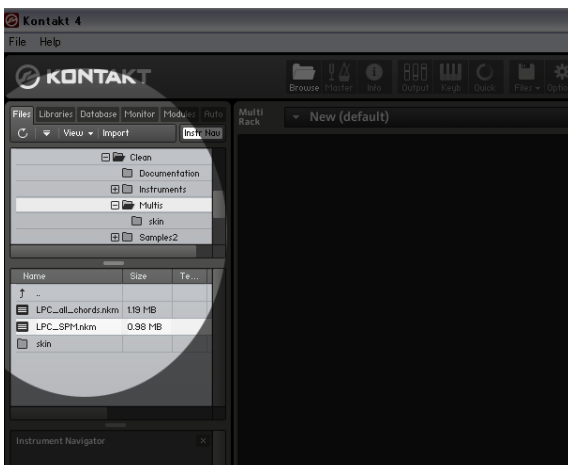 Kontakt 4
File Help
KONTAKT
Browse Master Info Output Keyb Quick Files Optio
Files Libraries Database Monitor Modules Auto
View Import Instr Nav
Multi
Rack
New (default)
Clean
Documentation
Instruments
Multis
skin
Samples2
Name Size Te...
..
LPC_all_chords.nkm 1.19 MB
LPC_SPM.nkm 0.98 MB
skin
Instrument Navigator ×